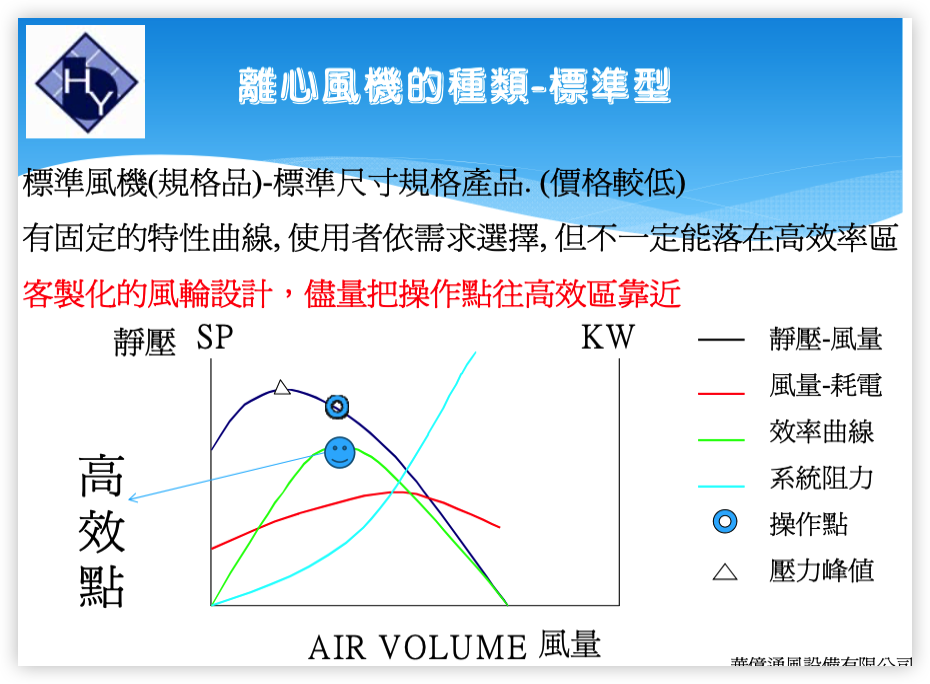 HY
離心風機的種類-標準型
標準風機(規格品)-標準尺寸規格產品. (價格較低)
有固定的特性曲線, 使用者依需求選擇, 但不一定能落在高效率區
客製化的風輪設計，儘量把操作點往高效區靠近
靜壓 SP
KW
高效點
AIR VOLUME 風量
靜壓-風量
風量-耗電
效率曲線
系統阻力
操作點
壓力峰值
華億通風設備有限公司